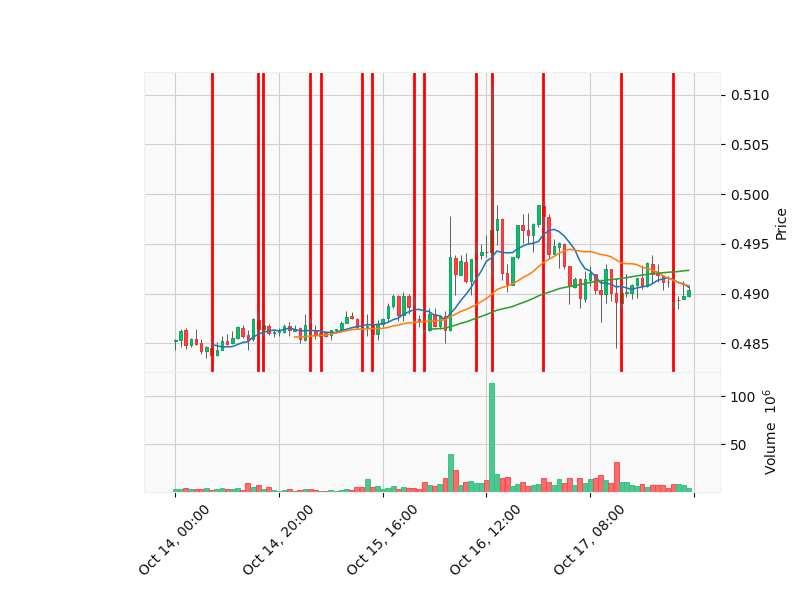 0.510
0.505
0.500
0.495
0.490
0.485
Price
100
50
Volume 10^6
Oct 14, 00:00
Oct 14, 20:00
Oct 15, 16:00
Oct 16, 12:00
Oct 17, 08:00